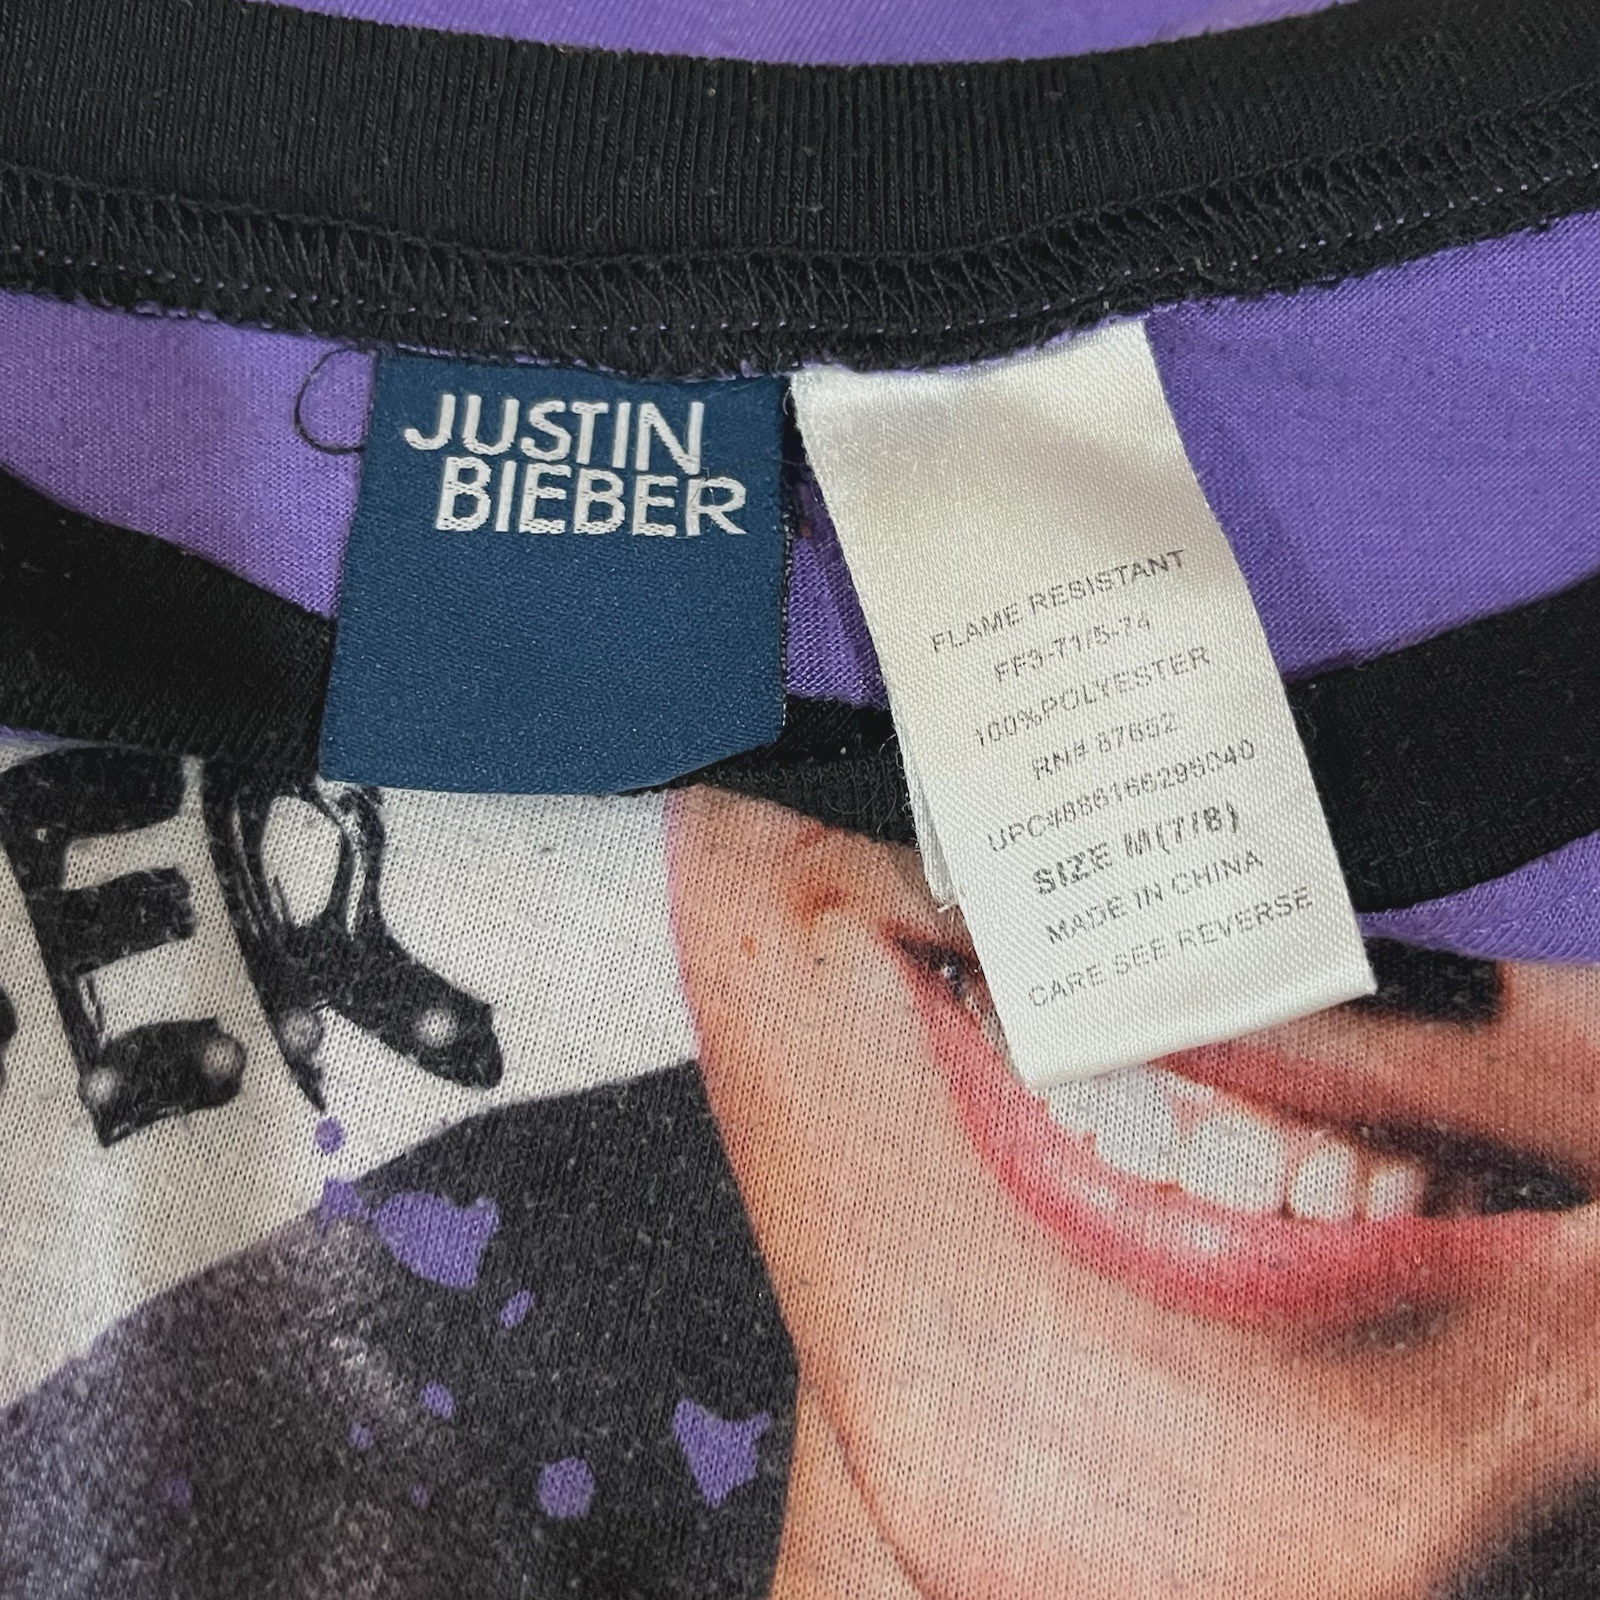 JUSTIN
BIEBER
FLAME RESISTANT
FF3-71/5-74
100%POLYESTER
RN# 87652
UPC#886166296040
SIZE M(7/8)
MADE IN CHINA
CARE SEE REVERSE